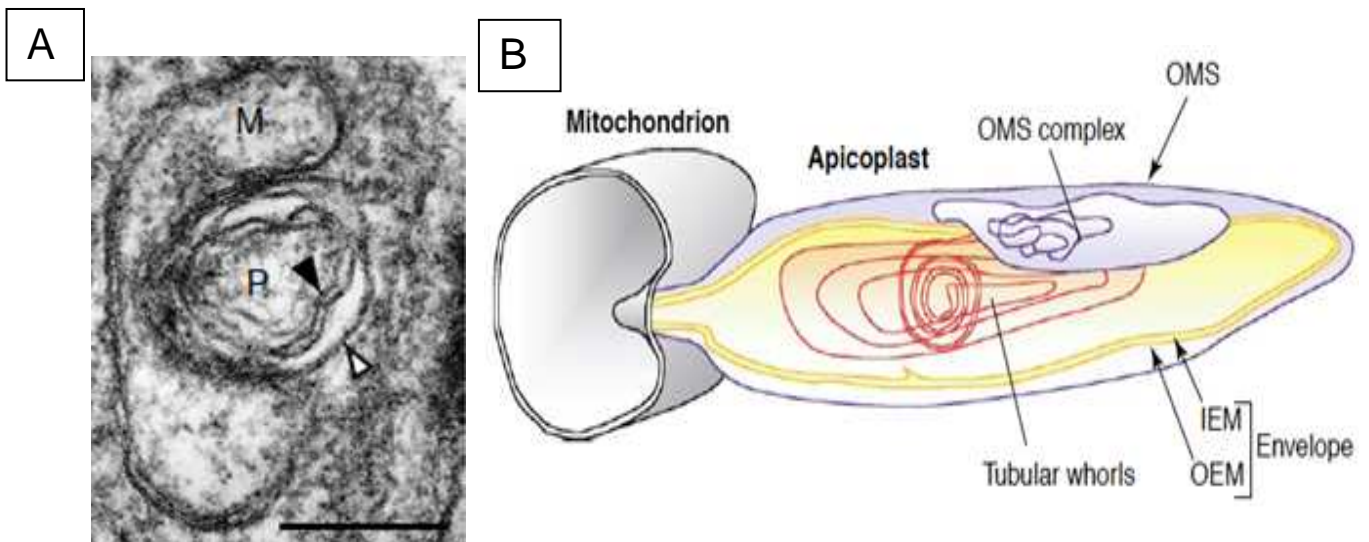 A
M
P
B
Mitochondrion
Apicoplast
OMS complex
OMS
Tubular whorls
IEM
OEM
Envelope